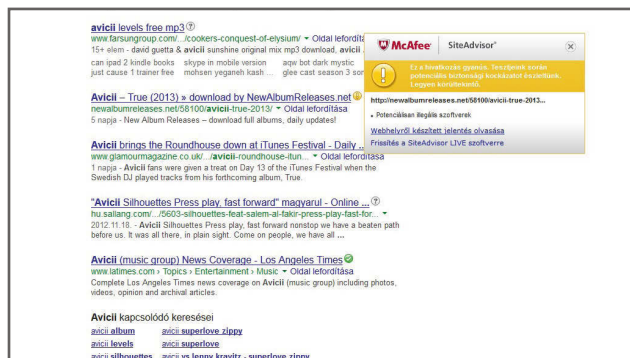 avicii levels free mp3
www.farsungroup.com/.../cookers-conquest-of-elysium/ ▾ Oldal lefordíta
15+ elem - david guetta & avicii sunshine original mix mp3 download, avicii
can ipad 2 kindle books skype in mobile version aqw bot dark mystic
just cause 1 trainer free mohsen yeganeh kash ... glee cast season 3 son
Avicii – True (2013) » download by NewAlbumReleases.net
newalbumreleases.net/58100/avicii-true-2013/ ▾ Oldal lefordítása
5 napja - New Album Releases – download full albums, daily updates!
Avicii brings the Roundhouse down at iTunes Festival - Daily ...
www.glamourmagazine.co.uk/.../avicii-roundhouse-itun... ▾ Oldal lefordítása
1 napja - Avicii fans were given a treat on Day 13 of the iTunes Festival when the
Swedish DJ played tracks from his forthcoming album, True.
"Avicii Silhouettes Press play, fast forward" magyarul - Online ...
hu.sallang.com/.../5603-silhouettes-feat-salem-al-fakir-press-play-fast-for... ▾
2012.11.18. - Avicii Silhouettes Press play, fast forward nonstop we have a beaten path
before us. It was all there, in plain sight. Come on people, we have all ...
Avicii (music group) News Coverage - Los Angeles Times
www.latimes.com › Topics › Entertainment › Music ▾ Oldal lefordítása
Complete Los Angeles Times news coverage on Avicii (music group) including photos,
videos, opinion and archival articles.
Avicii kapcsolódó keresései
avicii album avicii superlove zippy
avicii levels avicii superlove
avicii silhouettes avicii vs lenny kravitz - superlove zippy
McAfee SiteAdvisor
Ez a hivatkozás gyanús. Tesztjeink során
potenciális biztonsági kockázatot észleltünk.
Legyen körültekintő.
http://newalbumreleases.net/58100/avicii-true-2013...
• Potenciálisan illegális szoftverek
Webhelyről készített jelentés olvasása
Frissítés a SiteAdvisor LIVE szoftverre